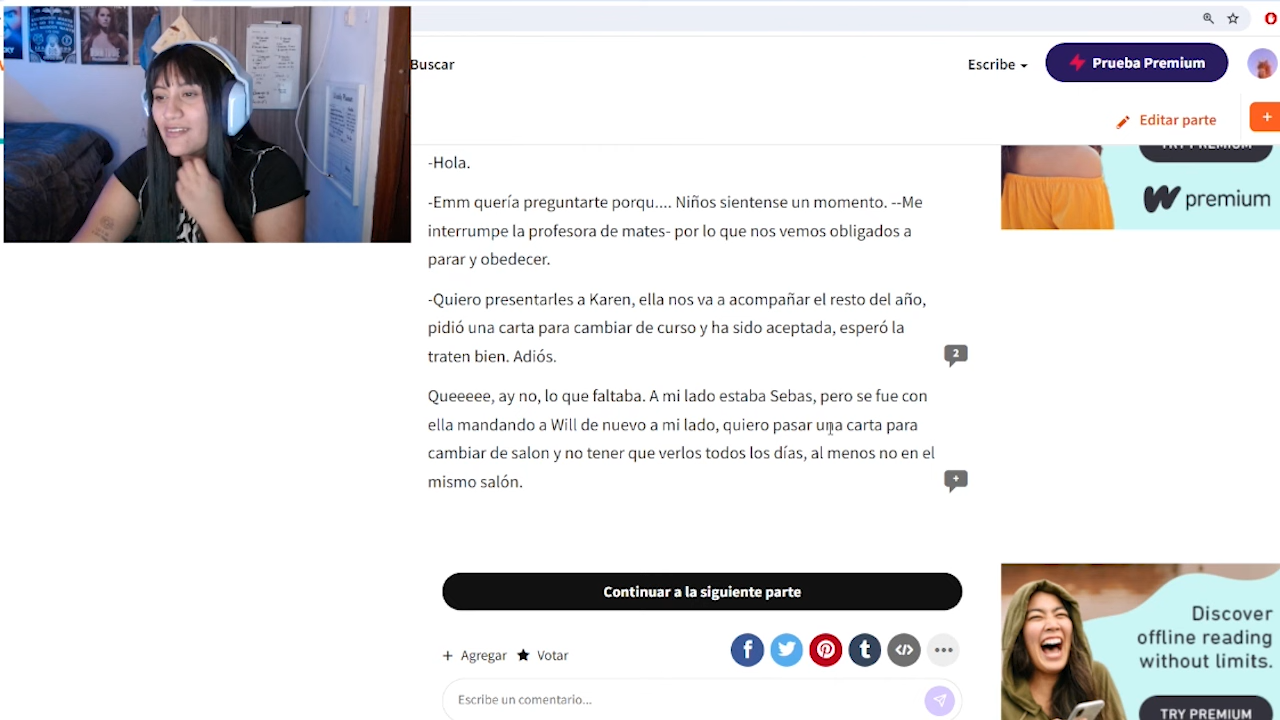 Buscar
Escribe
Prueba Premium
Editar parte
+
-Hola.
-Emm quería preguntarte porqu.... Niños sientense un momento. --Me
interrumpe la profesora de mates- por lo que nos vemos obligados a
parar y obedecer.
-Quiero presentarles a Karen, ella nos va a acompañar el resto del año,
pidió una carta para cambiar de curso y ha sido aceptada, esperó la
traten bien. Adiós.
2
Queeeee, ay no, lo que faltaba. A mi lado estaba Sebas, pero se fue con
ella mandando a Will de nuevo a mi lado, quiero pasar una carta para
cambiar de salon y no tener que verlos todos los días, al menos no en el
mismo salón.
+
TRY PREMIUM
premium
Continuar a la siguiente parte
+ Agregar
Votar
Escribe un comentario...
Discover
offline reading
without limits.
TRY PREMIUM